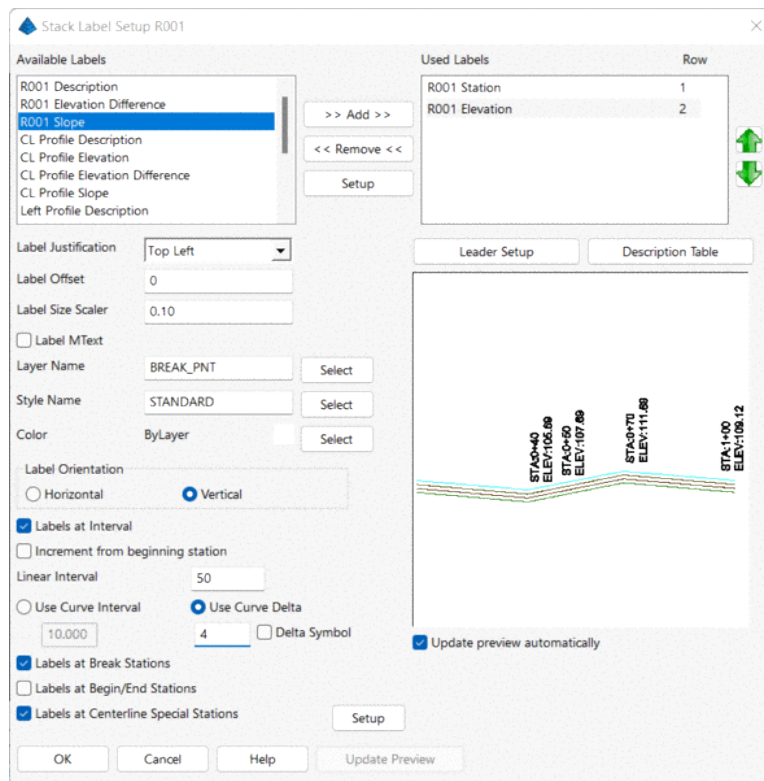 Stack Label Setup R001
Available Labels
R001 Description
R001 Elevation Difference
R001 Slope
CL Profile Description
CL Profile Elevation
CL Profile Elevation Difference
CL Profile Slope
Left Profile Description
>> Add >>
<< Remove <<
Setup
Used Labels Row
R001 Station 1
R001 Elevation 2
Label Justification Top Left
Label Offset 0
Label Size Scaler 0.10
Label MText
Layer Name BREAK_PNT Select
Style Name STANDARD Select
Color ByLayer Select
Label Orientation
Horizontal Vertical
Labels at Interval
Increment from beginning station
Linear Interval 50
Use Curve Interval Use Curve Delta
10.000 4 Delta Symbol
Labels at Break Stations
Labels at Begin/End Stations
Labels at Centerline Special Stations Setup
OK Cancel Help Update Preview
Leader Setup Description Table
STA:0+40
ELEV:106.69
STA:0+50
ELEV:107.69
STA:0+70
ELEV:111.69
STA:1+00
ELEV:109.12
Update preview automatically